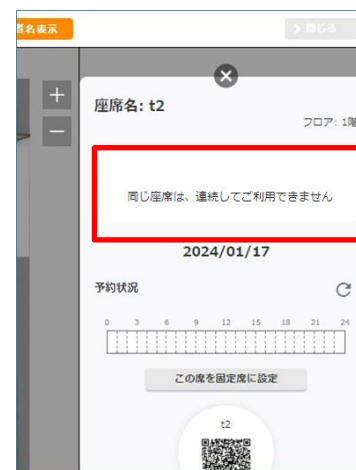 者名表示
閉じる
座席名: t2
フロア: 1階
同じ座席は、連続してご利用できません
2024/01/17
予約状況
0 3 6 9 12 15 18 21 24
この席を固定席に設定
t2